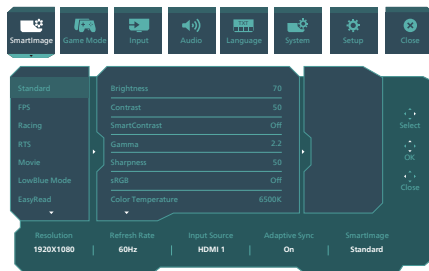 TXT
SmartImage Game Mode Input Audio Language System Setup Close
Standard Brightness 70
FPS Contrast 50
Racing SmartContrast Off
Select
RTS Gamma 2.2
Movie Sharpness 50
OK
LowBlue Mode sRGB Off
Close
EasyRead Color Temperature 6500K
Resolution Refresh Rate Input Source Adaptive Sync SmartImage
1920X1080 | 60Hz | HDMI 1 | On | Standard